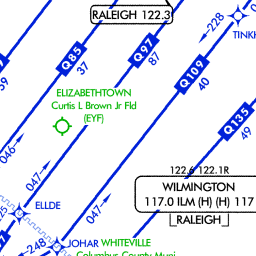 RALEIGH 122.3
228
TINKH
Q85
Q97
Q109
Q135
39
37
87
40
49
ELIZABETHTOWN
Curtis L Brown Jr Fld
(EYF)
046
047
047
122.6 122.1R
WILMINGTON
117.0 ILM (H) (H) 117
RALEIGH
ELLDE
248
JOHAR
WHITEVILLE
Columbus County Muni